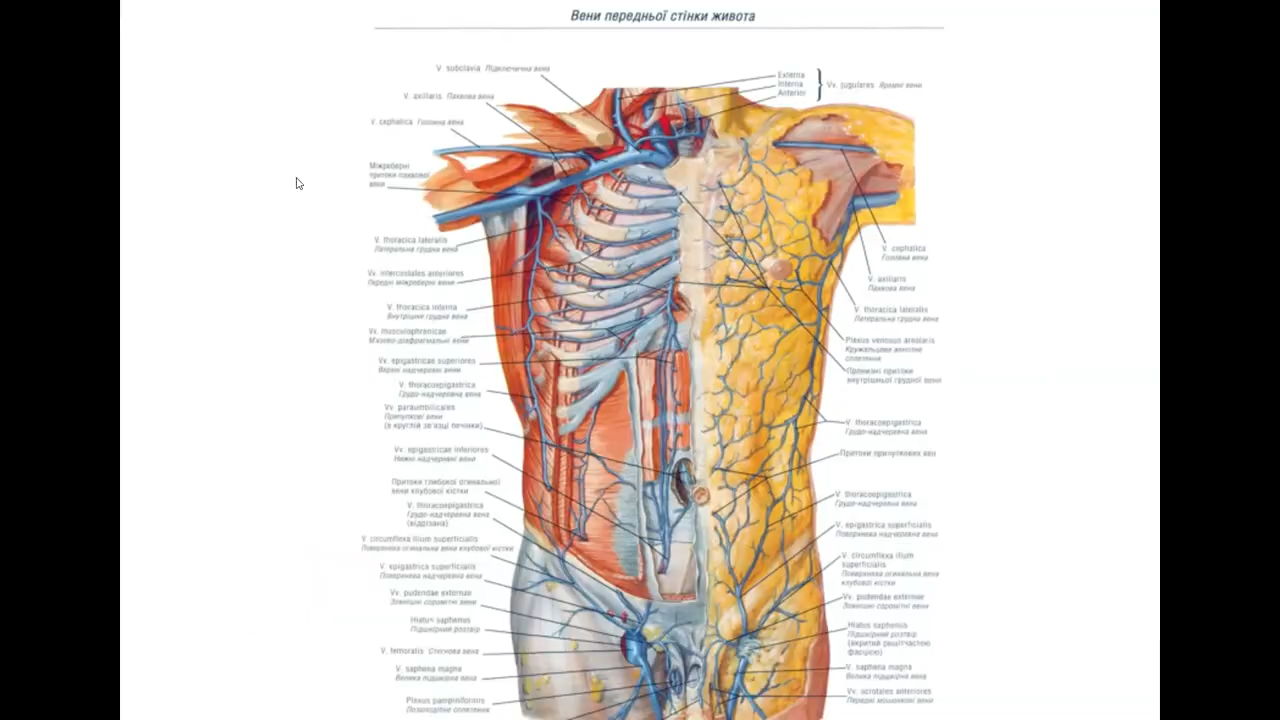 Вени передньої стінки живота
V. subclavia Підключична вена
V. axillaris Пахвова вена
V. cephalica Головна вена
Міжреберні
притоки пахвової
вени
V. thoracica lateralis
Латеральна грудна вена
Vv. intercostales anteriores
Передні міжреберні вени
V. thoracica interna
Внутрішня грудна вена
Vv. musculophrenicae
М'язово-діафрагмальні вени
Vv. epigastricae superiores
Верхні надчеревні вени
V. thoracoepigastrica
Грудо-надчеревна вена
Vv. paraumbilicales
Припупкові вени
(в круглій зв'язці печінки)
Vv. epigastricae inferiores
Нижні надчеревні вени
Притоки глибокої огинальної
вени клубової кістки
V. thoracoepigastrica
Грудо-надчеревна вена
(відрізана)
V. circumflexa ilium superficialis
Поверхнева огинальна вена клубової кістки
V. epigastrica superficialis
Поверхнева надчеревна вена
Vv. pudendae externae
Зовнішні соромітні вени
Hiatus saphenus
Підшкірний розтвір
V. femoralis Стегнова вена
V. saphena magna
Велика підшкірна вена
Plexus pampiniformis
Лозоподібне сплетення
Externa
Interna
Anterior
Vv. jugulares Яремні вени
V. cephalica
Головна вена
V. axillaris
Пахвова вена
V. thoracica lateralis
Латеральна грудна вена
Plexus venosus areolaris
Кружальцеве венозне
сплетення
Пронизні притоки
внутрішньої грудної вени
V. thoracoepigastrica
Грудо-надчеревна вена
Притоки припупкових вен
V. thoracoepigastrica
Грудо-надчеревна вена
V. epigastrica superficialis
Поверхнева надчеревна вена
V. circumflexa ilium
superficialis
Поверхнева огинальна вена
клубової кістки
Vv. pudendae externae
Зовнішні соромітні вени
Hiatus saphenus
Підшкірний розтвір
(вкритий решітчастою
фасцією)
V. saphena magna
Велика підшкірна вена
Vv. scrotales anteriores
Передні мошонкові вени